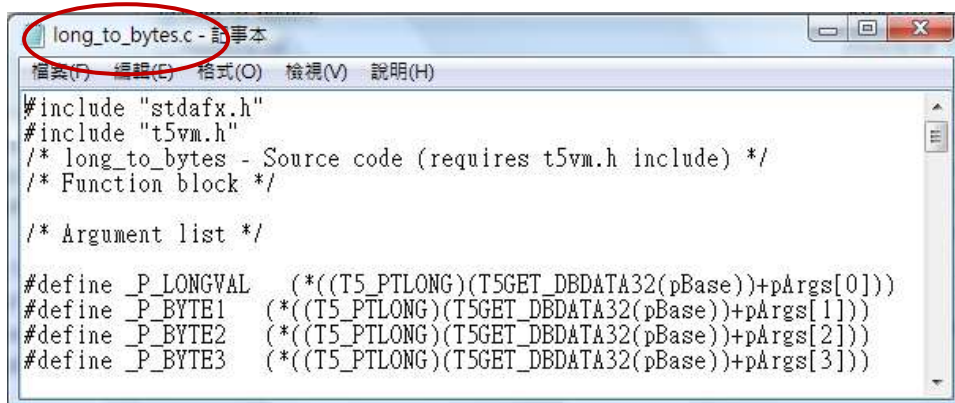 long_to_bytes.c - 記事本
檔案(F) 編輯(E) 格式(O) 檢視(V) 說明(H)
#include "stdafx.h"
#include "t5vm.h"
/* long_to_bytes - Source code (requires t5vm.h include) */
/* Function block */
/* Argument list */
#define _P_LONGVAL (*((T5_PTLONG)(T5GET_DBDATA32(pBase))+pArgs[0]))
#define _P_BYTE1 (*((T5_PTLONG)(T5GET_DBDATA32(pBase))+pArgs[1]))
#define _P_BYTE2 (*((T5_PTLONG)(T5GET_DBDATA32(pBase))+pArgs[2]))
#define _P_BYTE3 (*((T5_PTLONG)(T5GET_DBDATA32(pBase))+pArgs[3]))